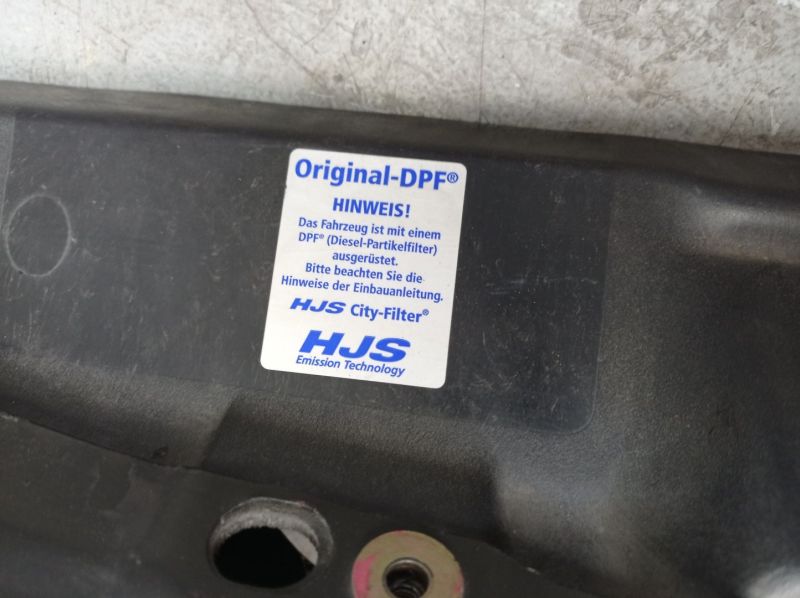 Original-DPF®
HINWEIS!
Das Fahrzeug ist mit einem
DPF® (Diesel-Partikelfilter)
ausgerüstet.
Bitte beachten Sie die
Hinweise der Einbauanleitung.
HJS City-Filter®
HJS
Emission Technology